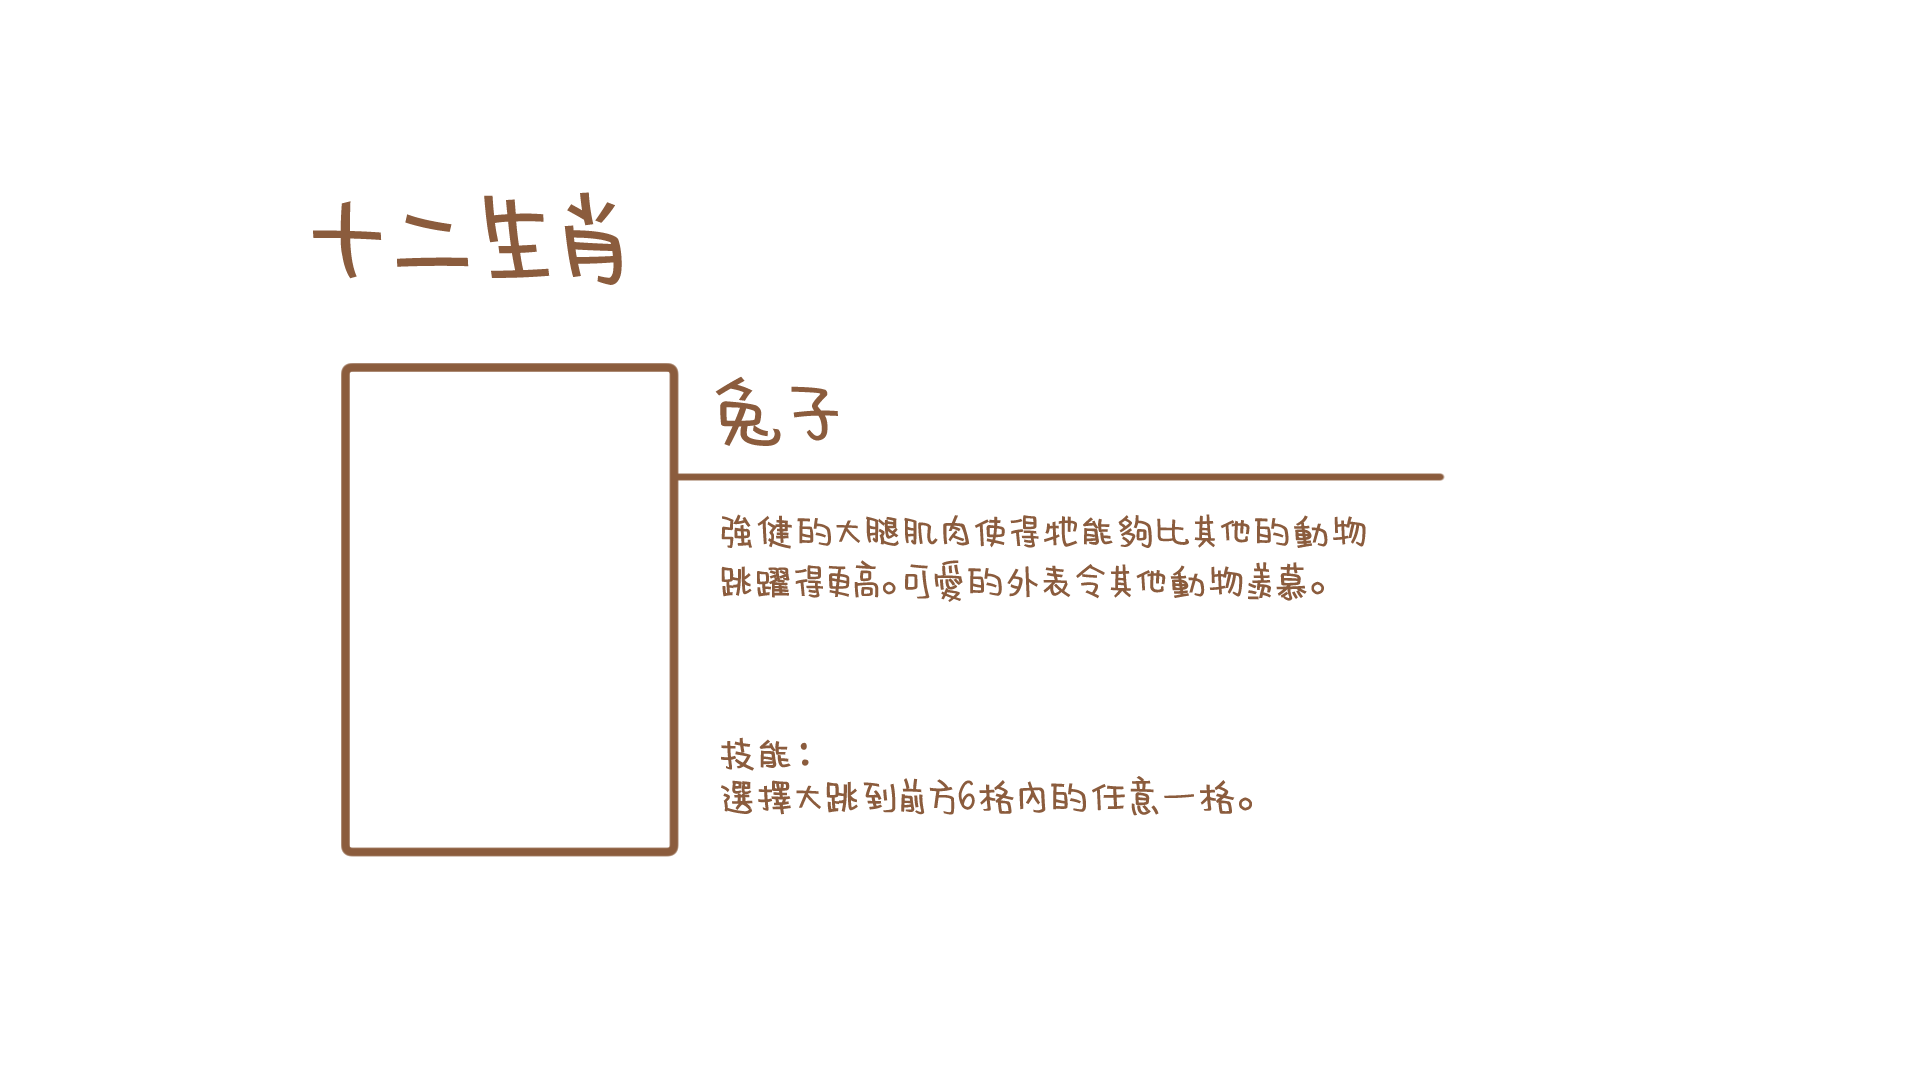 十二生肖
兔子
強健的大腿肌肉使得牠能夠比其他的動物
跳躍得更高。可愛的外表令其他動物羨慕。
技能：
選擇大跳到前方6格內的任意一格。